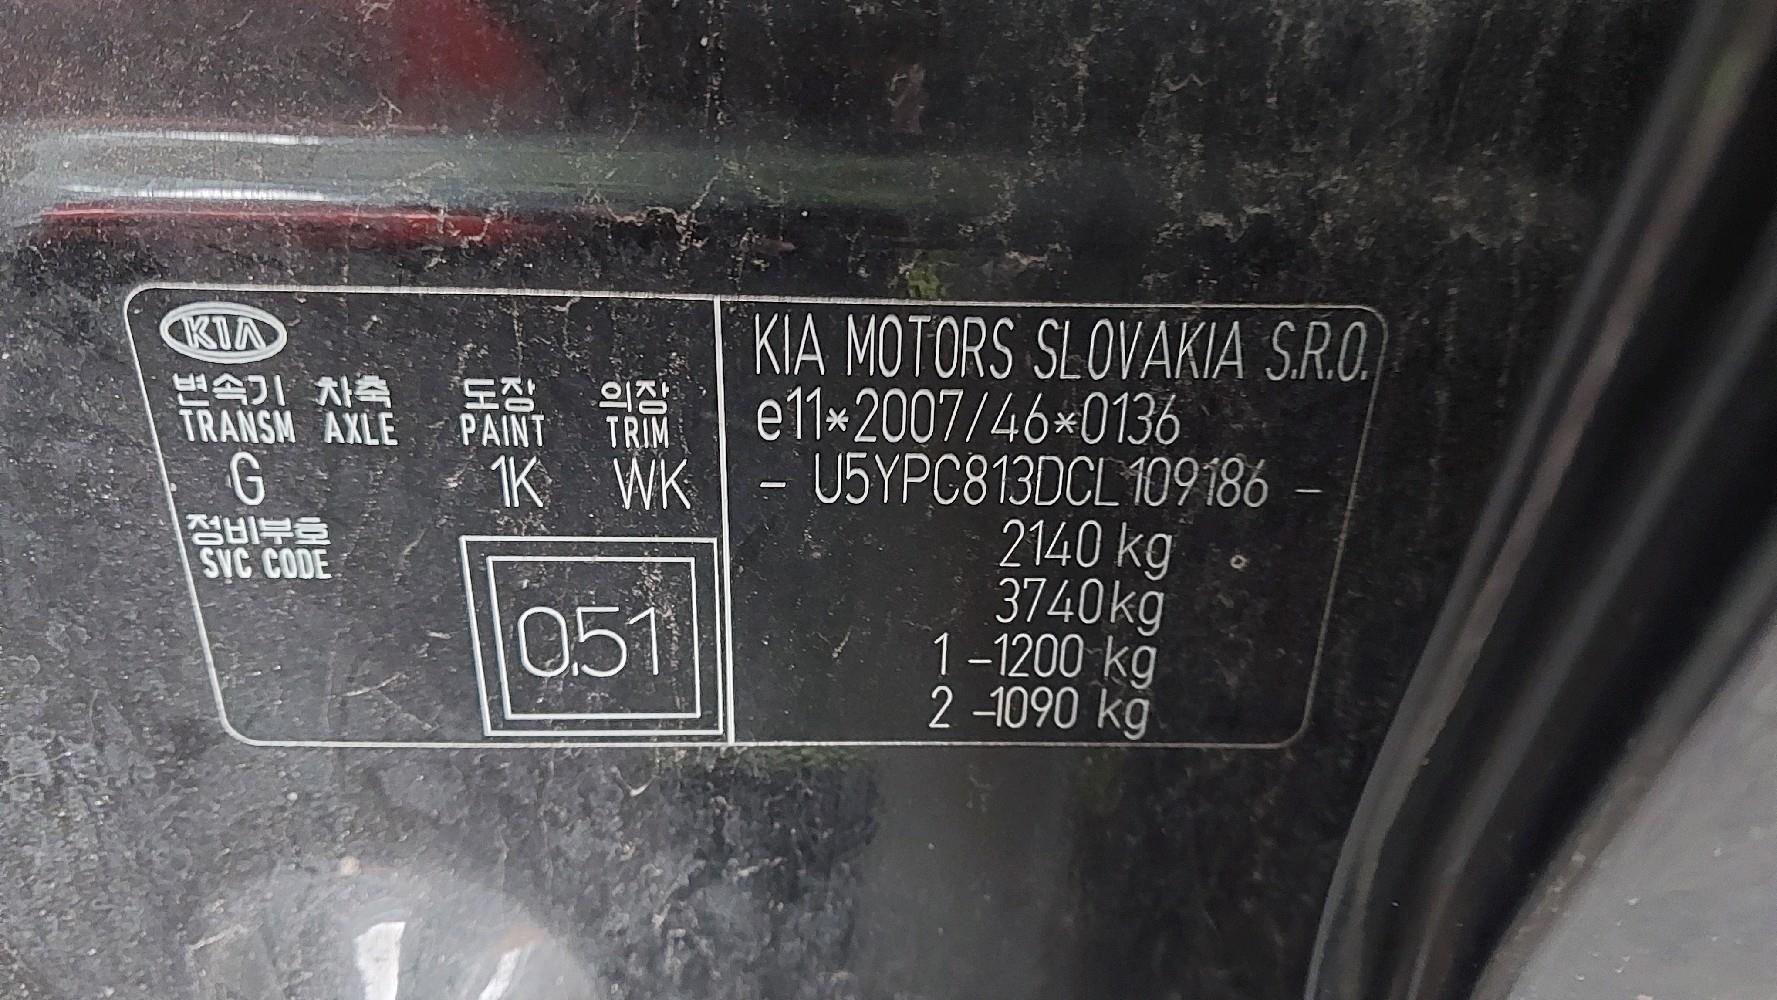 KIA
변속기 차축 도장 의장
TRANSM AXLE PAINT TRIM
G 1K WK
정비부호
SVC CODE
0.51
KIA MOTORS SLOVAKIA S.R.O.
e11*2007/46*0136
- U5YPC813DCL109186 -
2140 kg
3740 kg
1 -1200 kg
2 -1090 kg